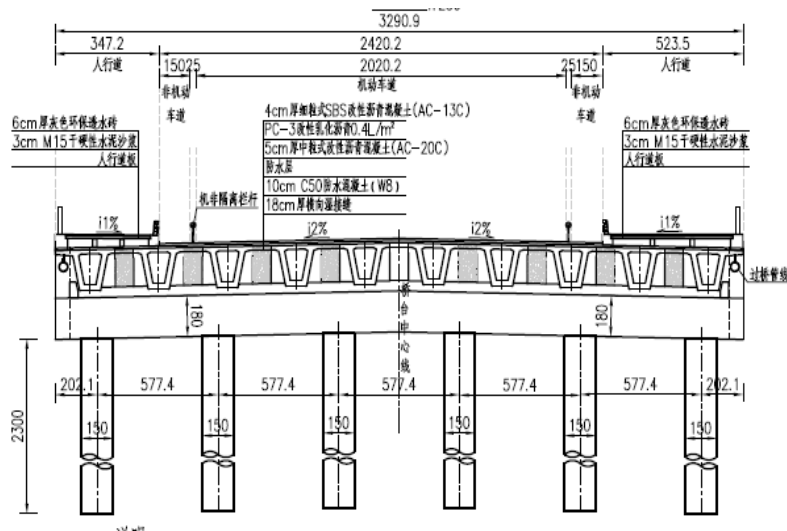 3290.9
347.2
2420.2
523.5
人行道
人行道
15025
2020.2
25150
非机动
车道
机动车道
非机动
车道
6cm厚灰色环保透水砖
3cm M15干硬性水泥沙浆
人行道板
4cm厚细粒式SBS改性沥青混凝土(AC-13C)
PC-3改性乳化沥青0.4L/m²
5cm厚中粒式改性沥青混凝土(AC-20C)
防水层
10cm C50防水混凝土(W8)
18cm厚横向湿接缝
6cm厚灰色环保透水砖
3cm M15干硬性水泥沙浆
人行道板
机非隔离栏杆
i1%
i2%
i2%
i1%
过桥管线
180
180
桥台中心线
202.1
577.4
577.4
577.4
577.4
577.4
202.1
2300
150
150
150
150
150
150